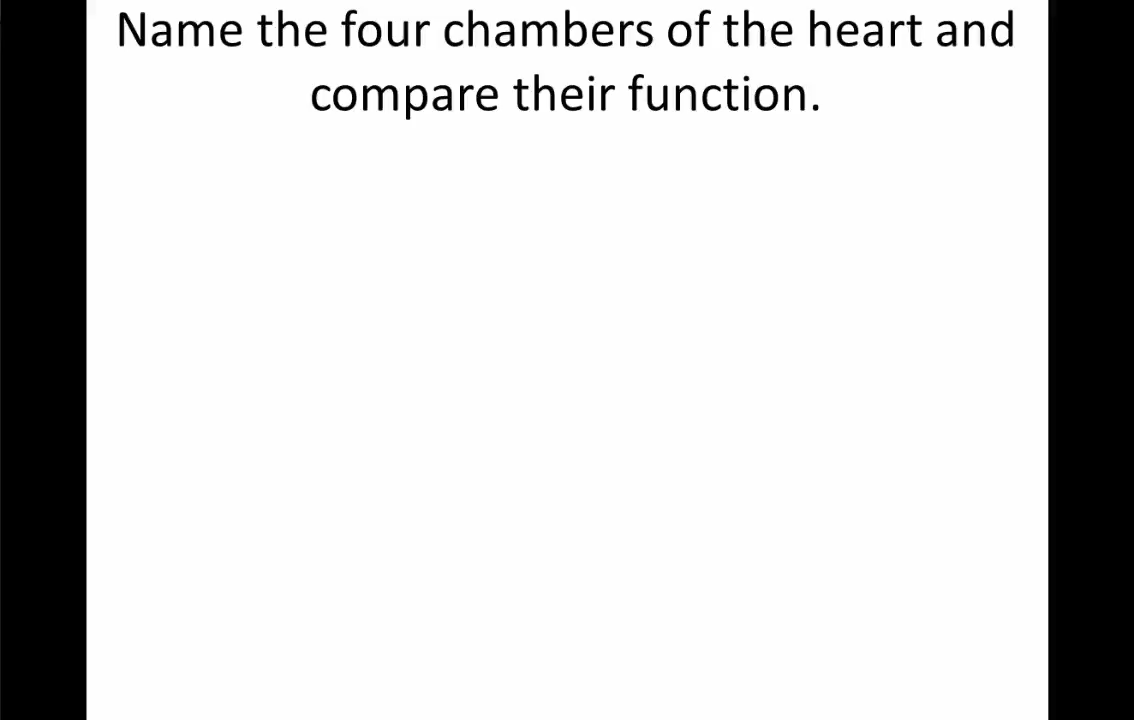 Name the four chambers of the heart and
compare their function.